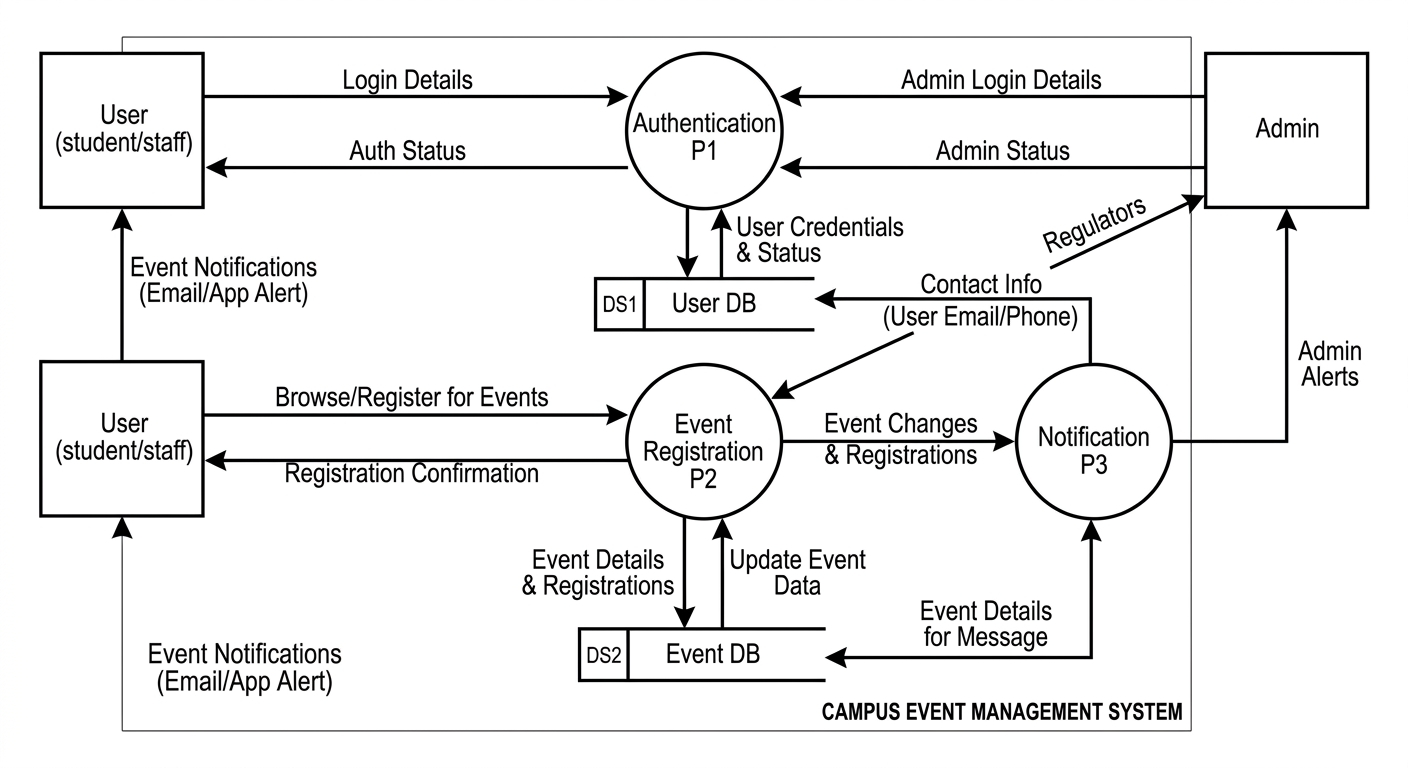 Login Details
Admin Login Details
User
(student/staff)
Authentication
P1
Admin
Auth Status
Admin Status
Regulators
User Credentials
& Status
Event Notifications
(Email/App Alert)
DS1
User DB
Contact Info
(User Email/Phone)
Admin
Alerts
Browse/Register for Events
User
(student/staff)
Event
Registration
P2
Event Changes
& Registrations
Notification
P3
Registration Confirmation
Event Details
& Registrations
Update Event
Data
Event Details
for Message
Event Notifications
(Email/App Alert)
DS2
Event DB
CAMPUS EVENT MANAGEMENT SYSTEM